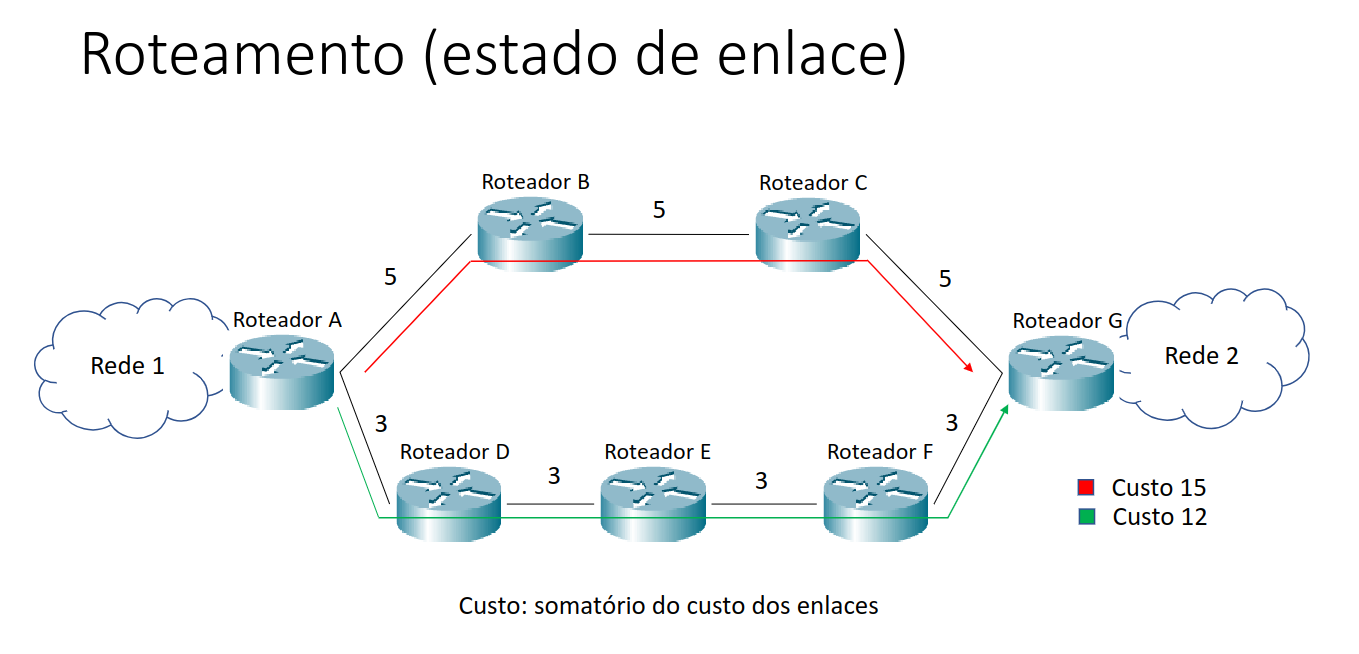 Roteamento (estado de enlace)
Roteador B
Roteador C
5
5
5
Roteador A
Roteador G
Rede 1
Rede 2
3
3
Roteador D
Roteador E
Roteador F
3
3
Custo 15
Custo 12
Custo: somatório do custo dos enlaces